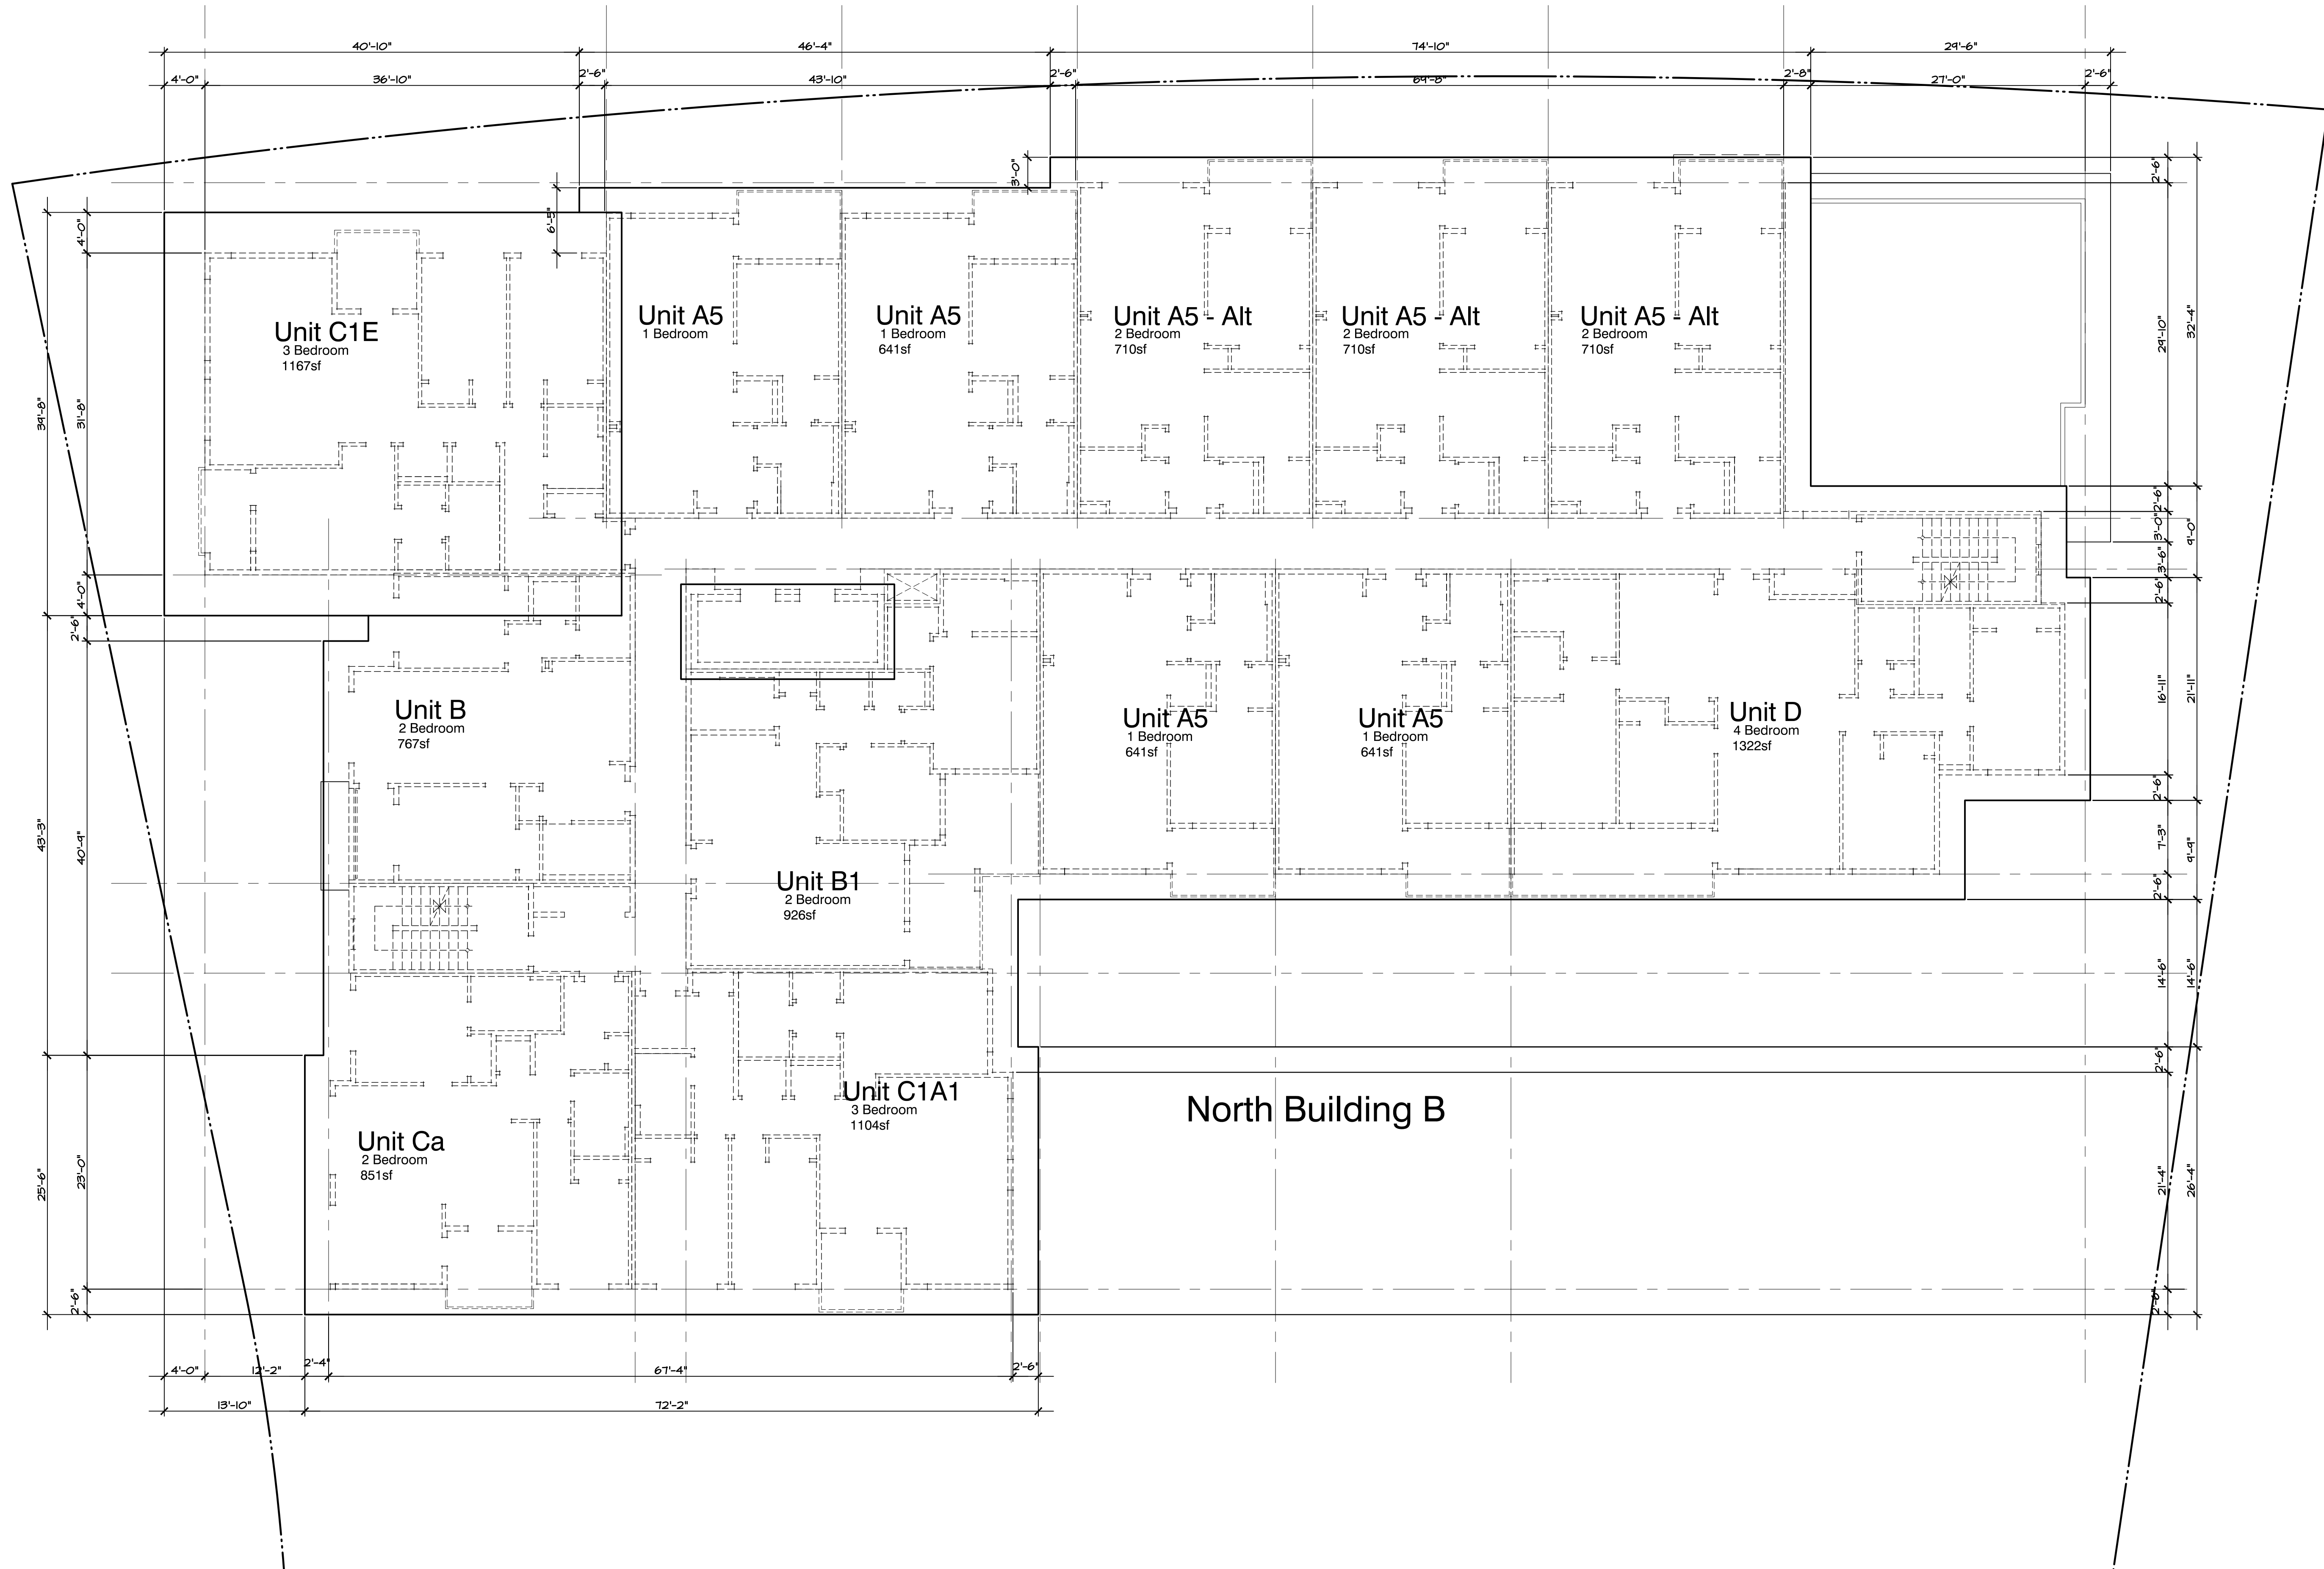 40'-10"
46'-4"
74'-10"
29'-6"
4'-0"
36'-10"
2'-6"
43'-10"
2'-6"
69'-8"
2'-8"
27'-0"
2'-6"
3'-0"
2'-6"
6'-5"
4'-0"
Unit C1E
3 Bedroom
1167sf
Unit A5
1 Bedroom
Unit A5
1 Bedroom
641sf
Unit A5 - Alt
2 Bedroom
710sf
Unit A5 - Alt
2 Bedroom
710sf
Unit A5 - Alt
2 Bedroom
710sf
29'-10"
32'-4"
39'-8"
31'-8"
2'-6"
3'-0"
9'-0"
3'-6"
2'-6"
4'-0"
2'-6"
Unit B
2 Bedroom
767sf
Unit A5
1 Bedroom
641sf
Unit A5
1 Bedroom
641sf
Unit D
4 Bedroom
1322sf
16'-11"
21'-11"
2'-6"
43'-3"
40'-9"
7'-3"
9'-9"
2'-6"
Unit B1
2 Bedroom
926sf
14'-6"
14'-6"
2'-6"
Unit C1A1
3 Bedroom
1104sf
North Building B
Unit Ca
2 Bedroom
851sf
25'-6"
23'-0"
21'-4"
26'-4"
2'-6"
2'-6"
4'-0"
12'-2"
2'-4"
67'-4"
2'-6"
13'-10"
72'-2"